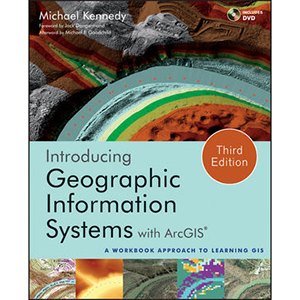 Michael Kennedy
Foreword by Jack Dangermond
Afterword by Michael F. Goodchild
INCLUDES A
DVD
Third
Edition
Introducing
Geographic
Information
Systems with ArcGIS®
A WORKBOOK APPROACH TO LEARNING GIS